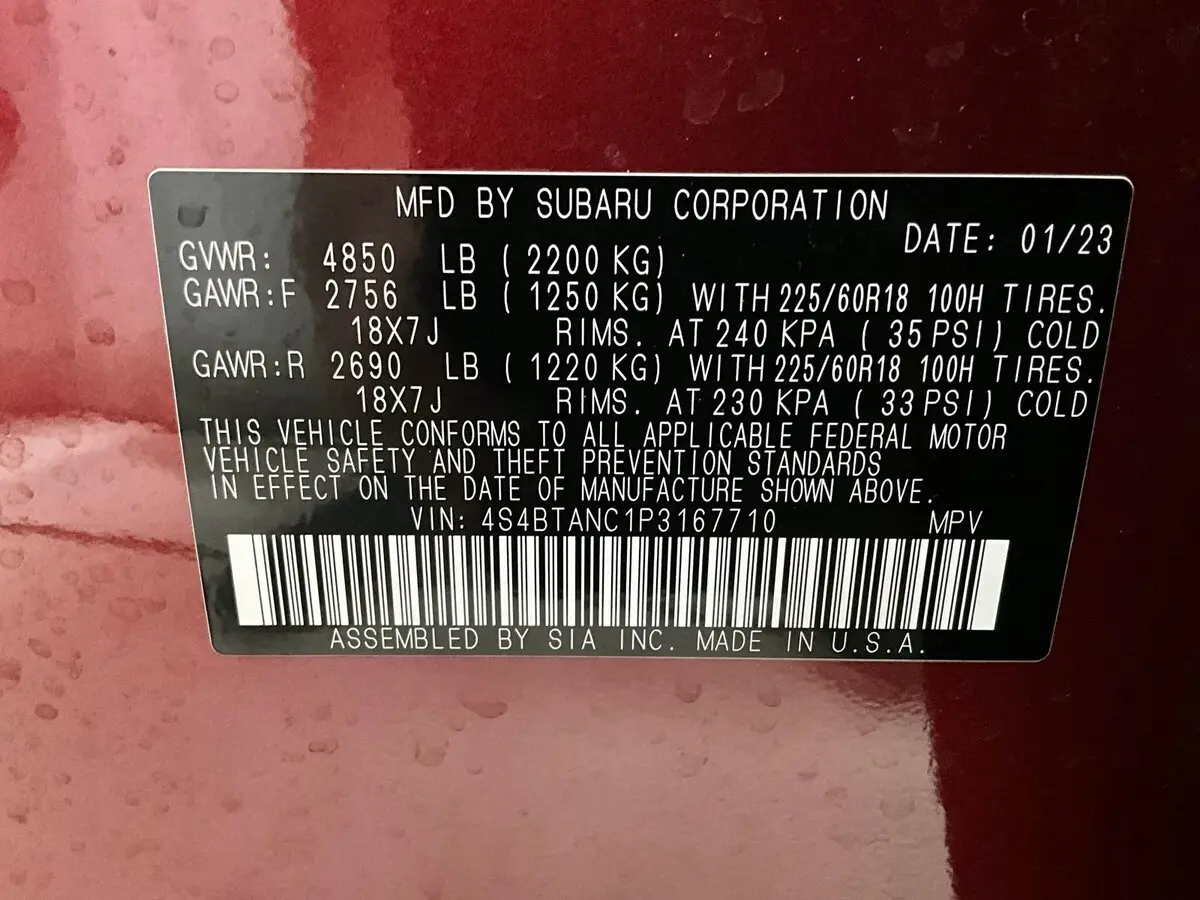 MFD BY SUBARU CORPORATION
DATE: 01/23
GVWR: 4850 LB ( 2200 KG)
GAWR:F 2756 LB ( 1250 KG) WITH 225/60R18 100H TIRES.
18X7J RIMS. AT 240 KPA ( 35 PSI) COLD
GAWR:R 2690 LB ( 1220 KG) WITH 225/60R18 100H TIRES.
18X7J RIMS. AT 230 KPA ( 33 PSI) COLD
THIS VEHICLE CONFORMS TO ALL APPLICABLE FEDERAL MOTOR
VEHICLE SAFETY AND THEFT PREVENTION STANDARDS
IN EFFECT ON THE DATE OF MANUFACTURE SHOWN ABOVE.
VIN: 4S4BTANC1P3167710 MPV
ASSEMBLED BY SIA INC. MADE IN U.S.A.